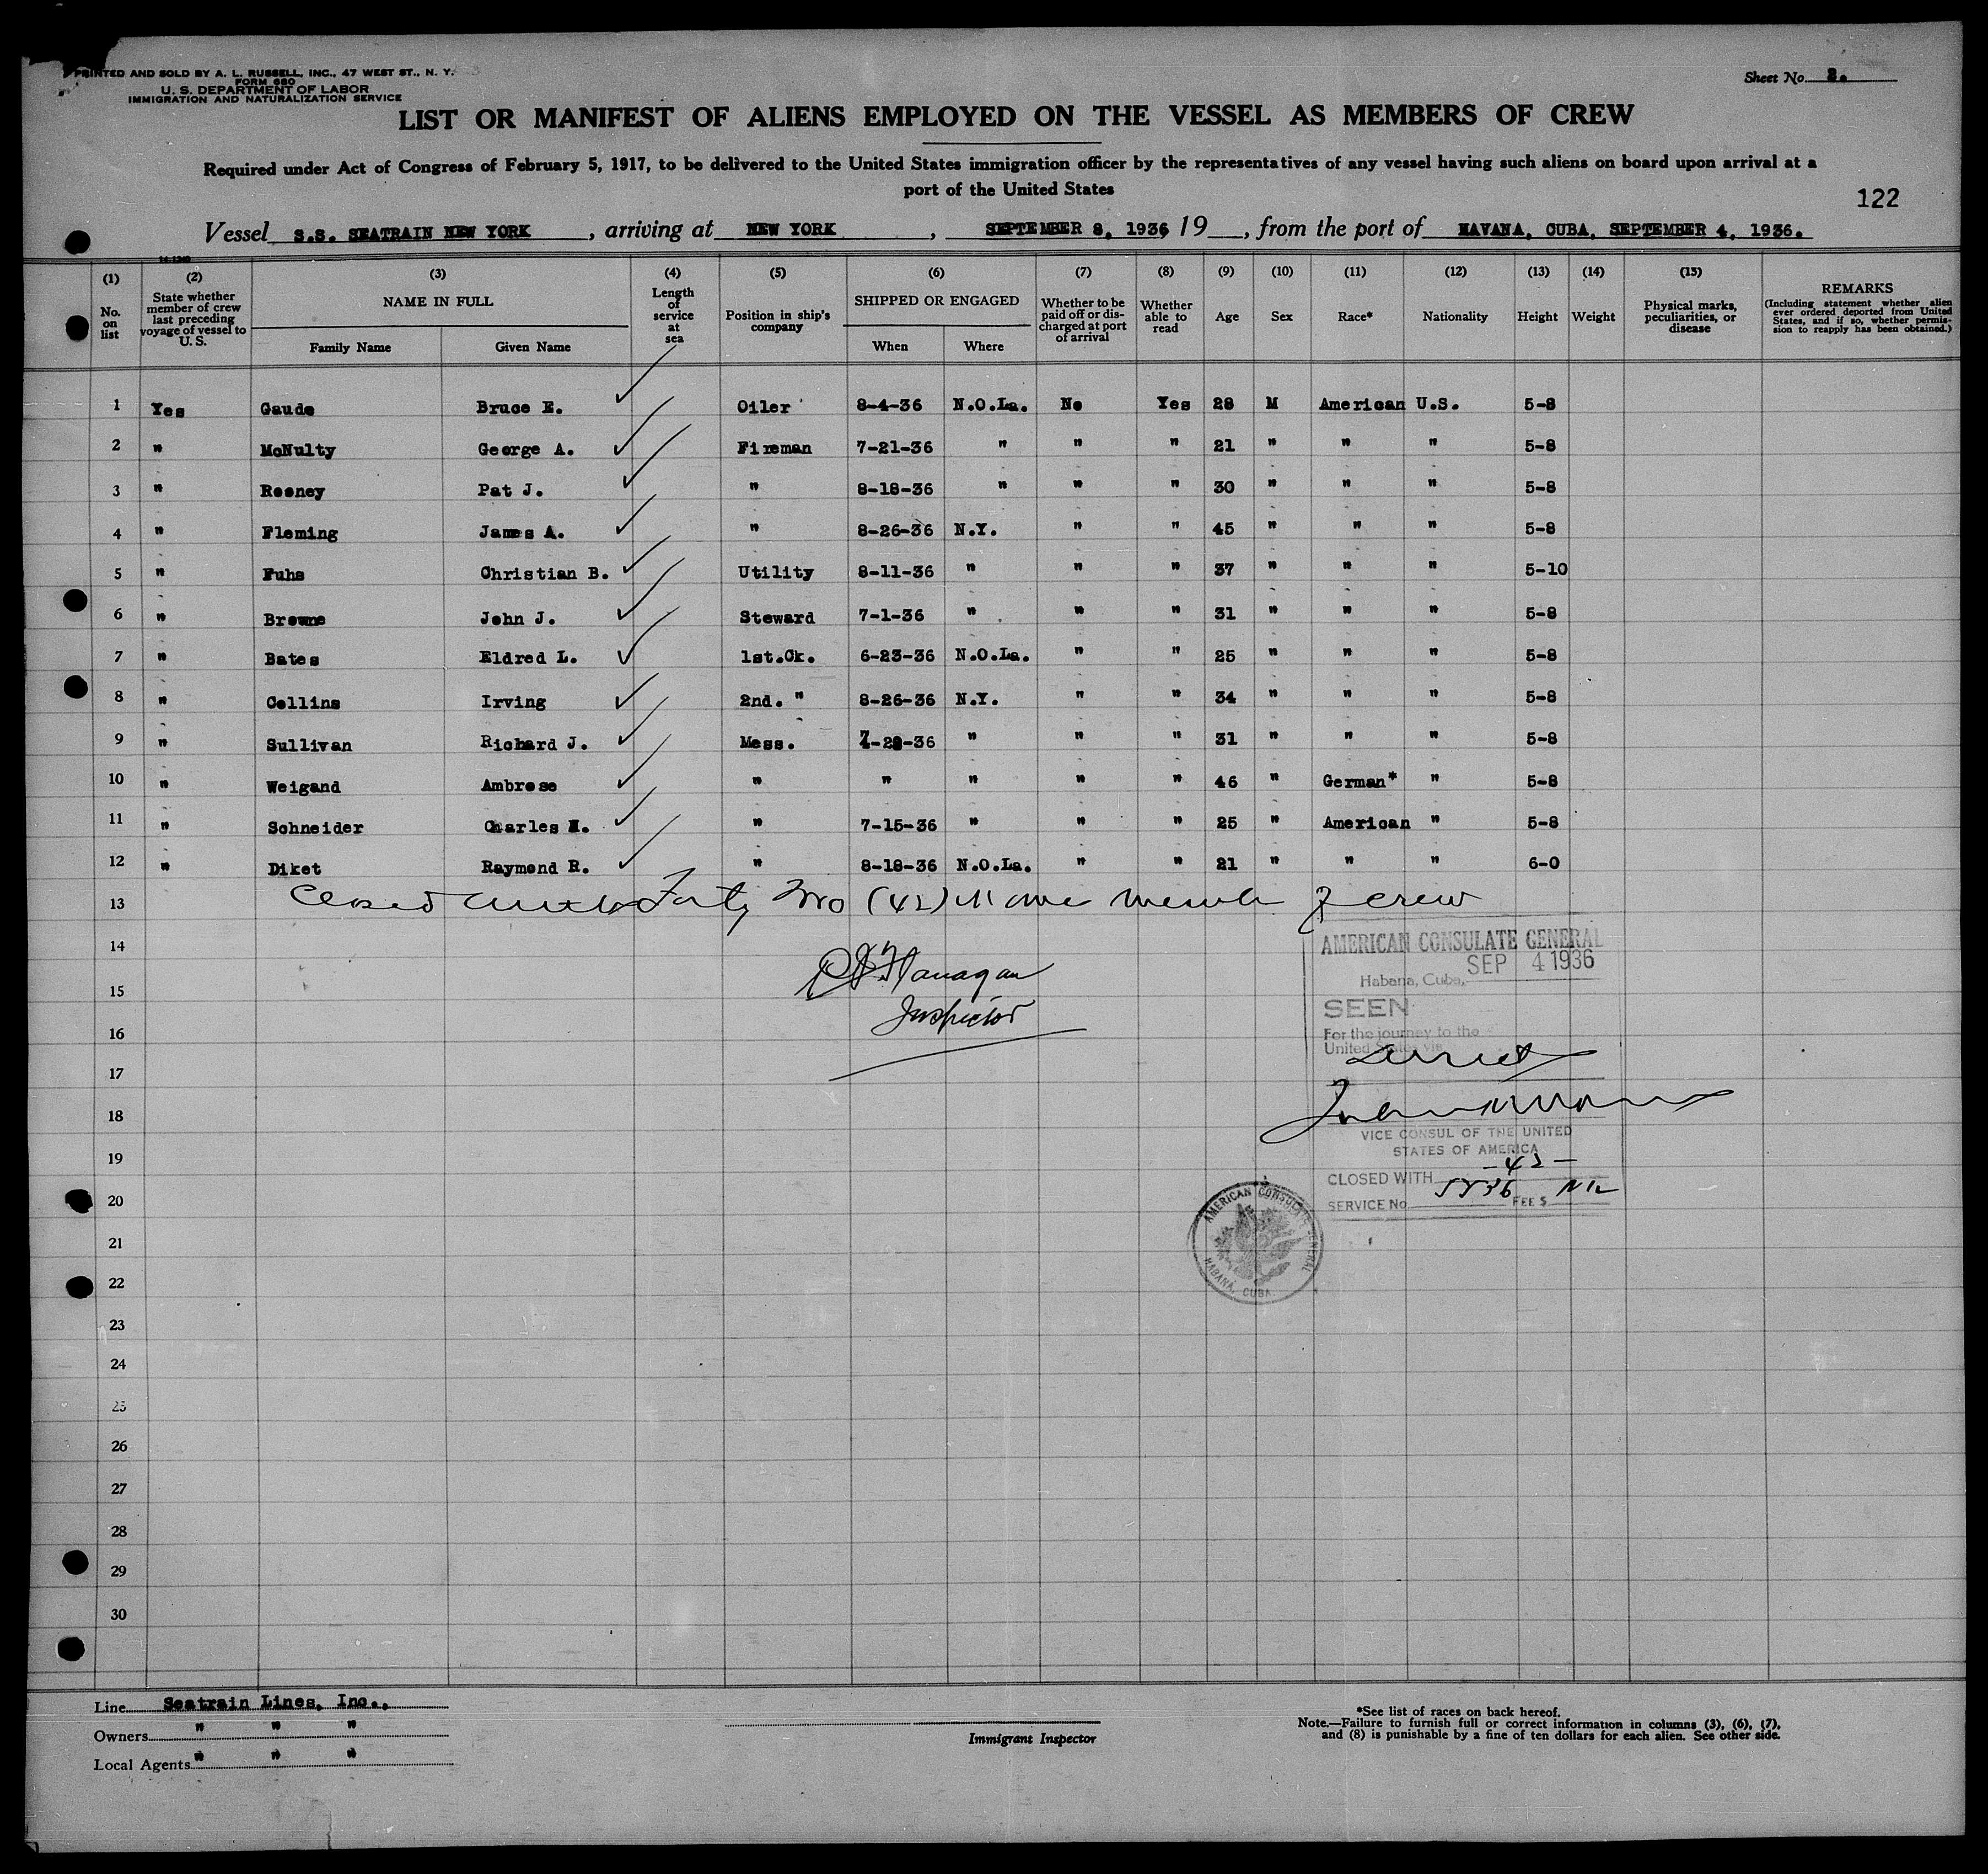 PRINTED AND SOLD BY A. L. RUSSELL, INC., 47 WEST ST., N. Y.
FORM 680
U. S. DEPARTMENT OF LABOR
IMMIGRATION AND NATURALIZATION SERVICE
Sheet No. 2.
LIST OR MANIFEST OF ALIENS EMPLOYED ON THE VESSEL AS MEMBERS OF CREW
Required under Act of Congress of February 5, 1917, to be delivered to the United States immigration officer by the representatives of any vessel having such aliens on board upon arrival at a
port of the United States
122
Vessel S.S. SEATRAIN NEW YORK, arriving at NEW YORK, SEPTEMBER 8, 1936 19, from the port of HAVANA, CUBA, SEPTEMBER 4, 1936.
(1) No. on list
(2) State whether member of crew last preceding voyage of vessel to U. S.
(3) NAME IN FULL Family Name Given Name
(4) Length of service at sea
(5) Position in ship's company
(6) SHIPPED OR ENGAGED When Where
(7) Whether to be paid off or discharged at port of arrival
(8) Whether able to read
(9) Age
(10) Sex
(11) Race*
(12) Nationality
(13) Height
(14) Weight
(15) Physical marks, peculiarities, or disease
REMARKS (Including statement whether alien ever ordered deported from United States, and if so, whether permission to reapply has been obtained.)
1 Yes Gaude Bruce E. Oiler 8-4-36 N.O.La. No Yes 28 M American U.S. 5-8
2 " McNulty George A. Fireman 7-21-36 " " " 21 " " " 5-8
3 " Rooney Pat J. " 8-18-36 " " " 30 " " " 5-8
4 " Fleming James A. " 8-26-36 N.Y. " " 45 " " " 5-8
5 " Fuhs Christian B. Utility 8-11-36 " " " 37 " " " 5-10
6 " Browne John J. Steward 7-1-36 " " " 31 " " " 5-8
7 " Bates Eldred L. 1st.Ck. 6-23-36 N.O.La. " " 25 " " " 5-8
8 " Collins Irving 2nd. " 8-26-36 N.Y. " " 34 " " " 5-8
9 " Sullivan Richard J. Mess. 7-28-36 " " " 31 " " " 5-8
10 " Weigand Ambrose " " " " " 46 " German* " 5-8
11 " Schneider Charles H. " 7-15-36 " " " 25 " American " 5-8
12 " Diket Raymond R. " 8-18-36 N.O.La. " " 21 " " " 6-0
13 Closed with Forty Two (42) members of crew
14
AMERICAN CONSULATE GENERAL
SEP 4 1936
Habana, Cuba,
Flanagan
15
SEEN
Inspector
16
For the journey to the
United States via
17
18
VICE CONSUL OF THE UNITED
STATES OF AMERICA
19
CLOSED WITH -42-
20
SERVICE No. FEE $
AMERICAN CONSULATE GENERAL HABANA, CUBA
21
22
23
24
25
26
27
28
29
30
Line Seatrain Lines, Inc.,
Owners " " "
Local Agents " " "
Immigrant Inspector
*See list of races on back hereof.
Note.—Failure to furnish full or correct information in columns (3), (6), (7),
and (8) is punishable by a fine of ten dollars for each alien. See other side.